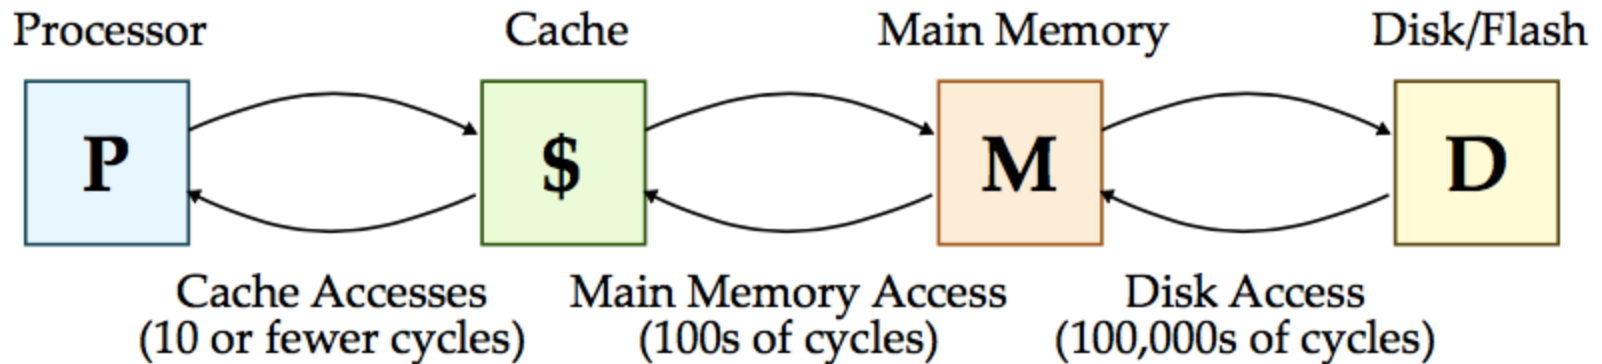 Processor
Cache
Main Memory
Disk/Flash
P
$
M
D
Cache Accesses
(10 or fewer cycles)
Main Memory Access
(100s of cycles)
Disk Access
(100,000s of cycles)